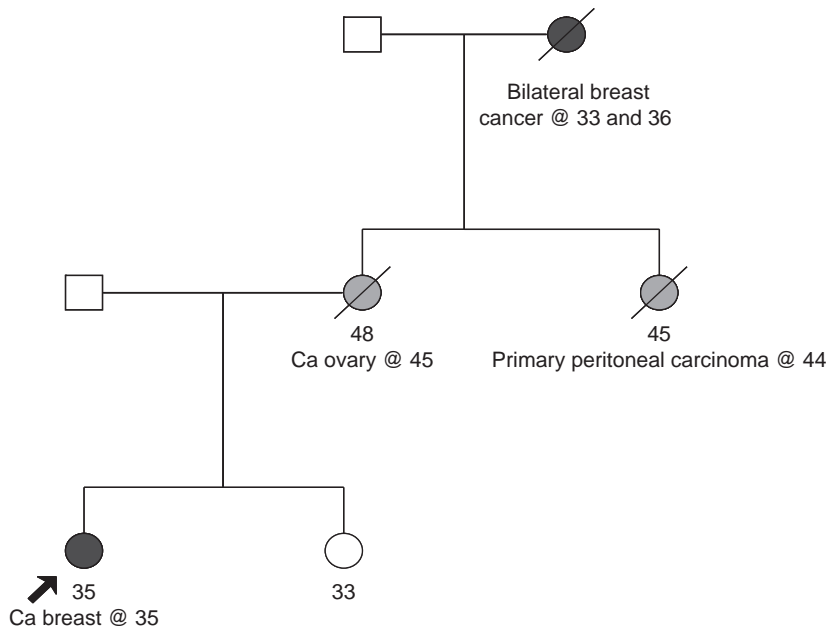 Bilateral breast
cancer @ 33 and 36
48
Ca ovary @ 45
45
Primary peritoneal carcinoma @ 44
35
Ca breast @ 35
33